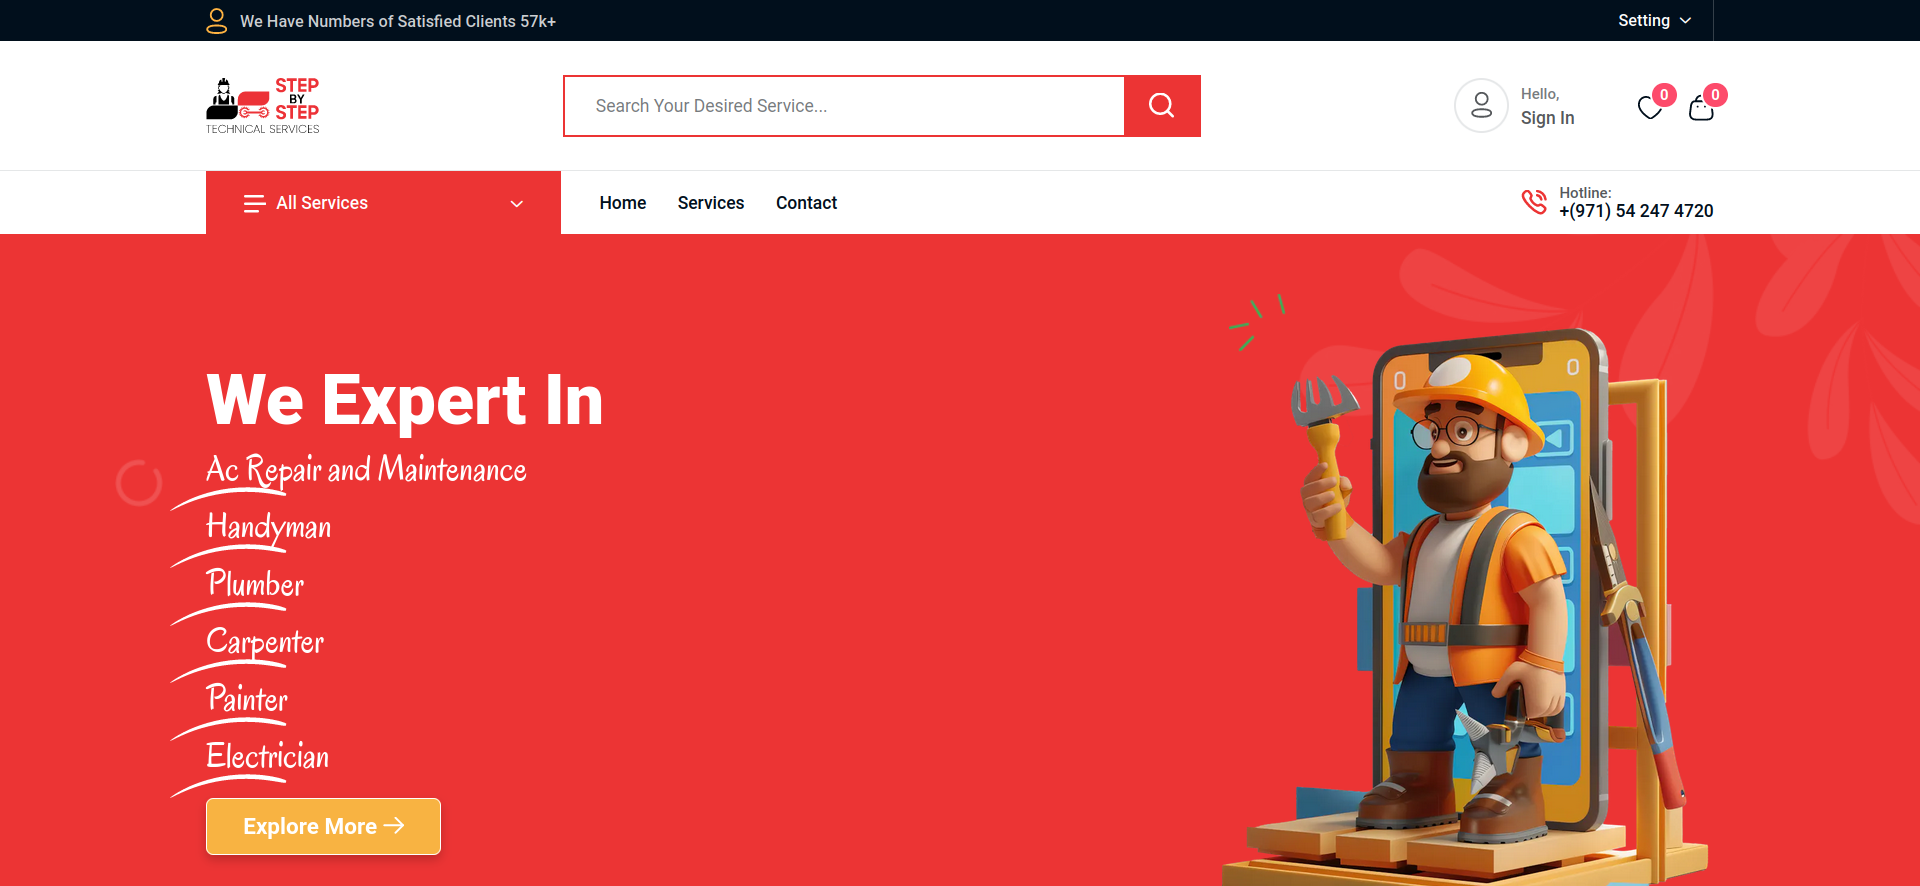 We Have Numbers of Satisfied Clients 57k+
Setting
STEP
BY
STEP
TECHNICAL SERVICES
Search Your Desired Service...
Hello,
Sign In
0
0
All Services
Home
Services
Contact
Hotline:
+(971) 54 247 4720
We Expert In
Ac Repair and Maintenance
Handyman
Plumber
Carpenter
Painter
Electrician
Explore More
0
0